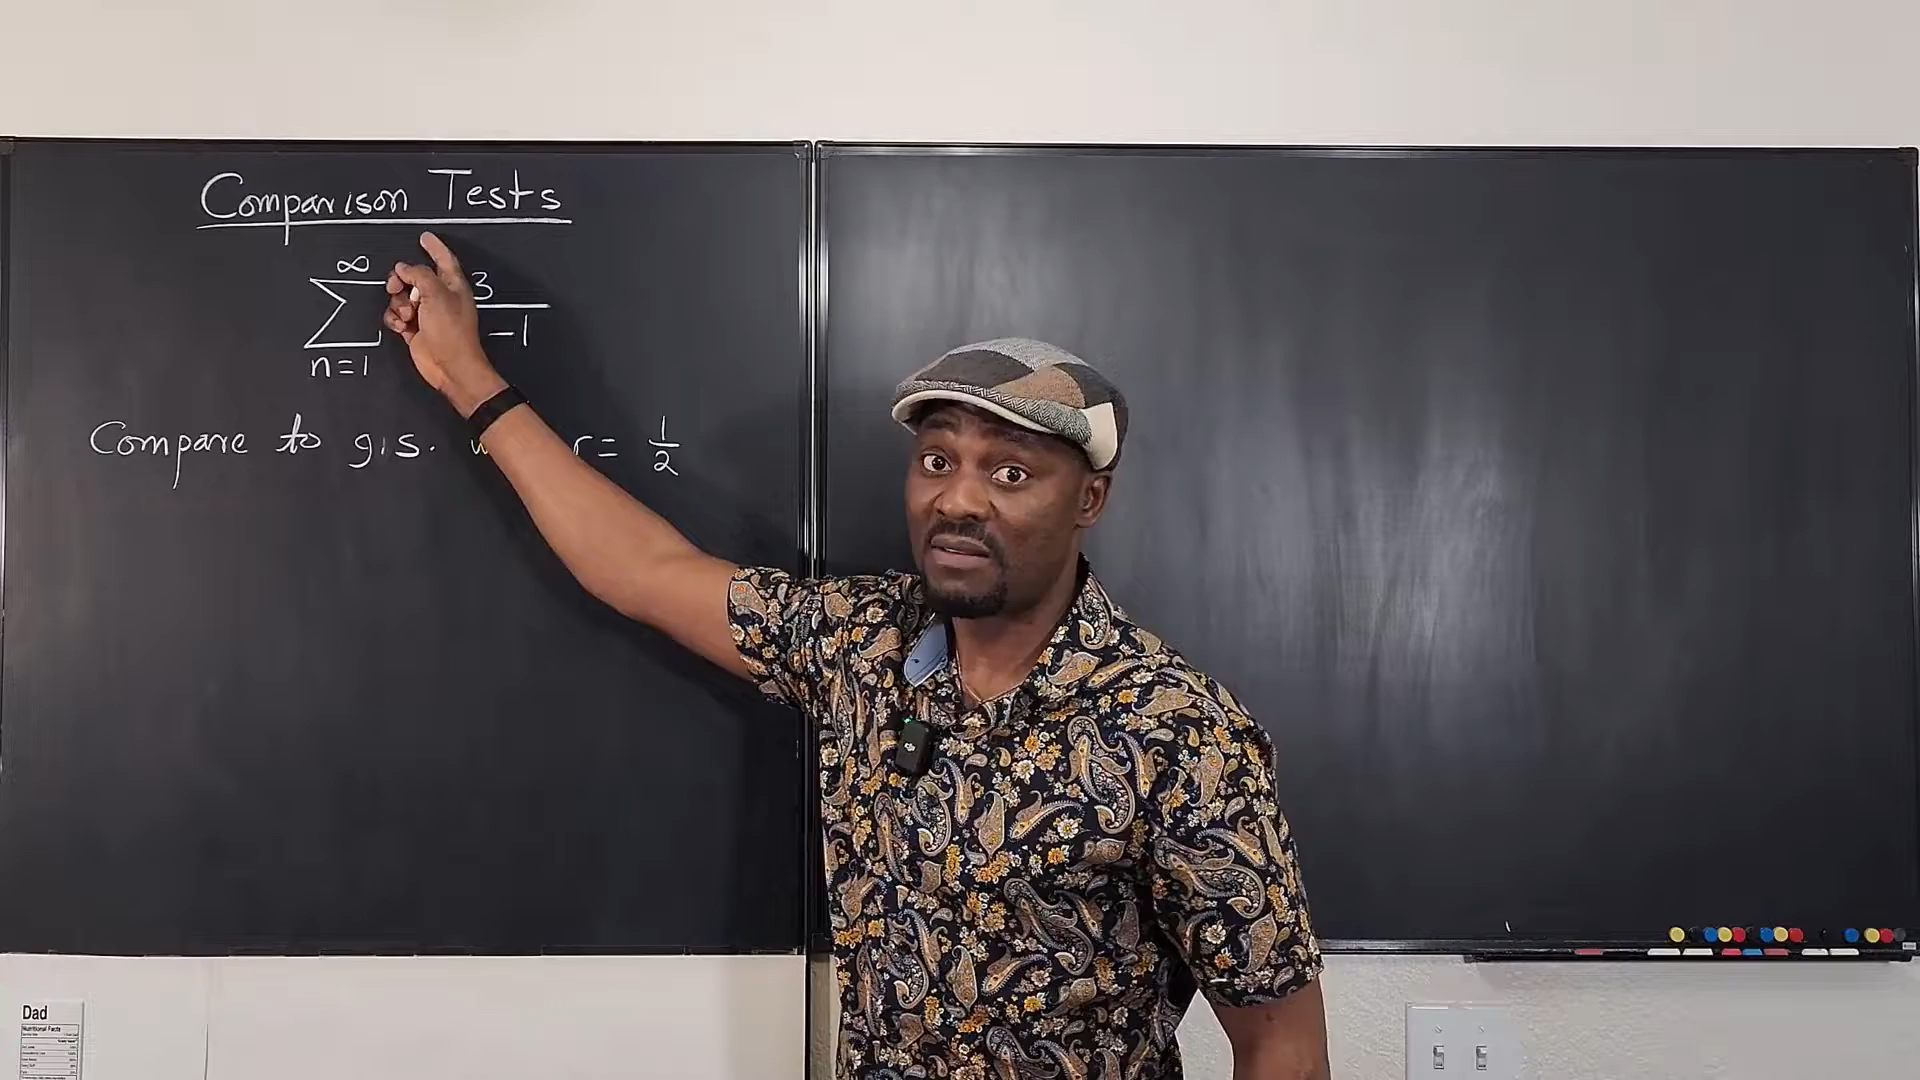 Comparison Tests
∞
3
Σ
-1
n=1
Compare to g.s. r= 1/2
Dad
Nutritional Facts